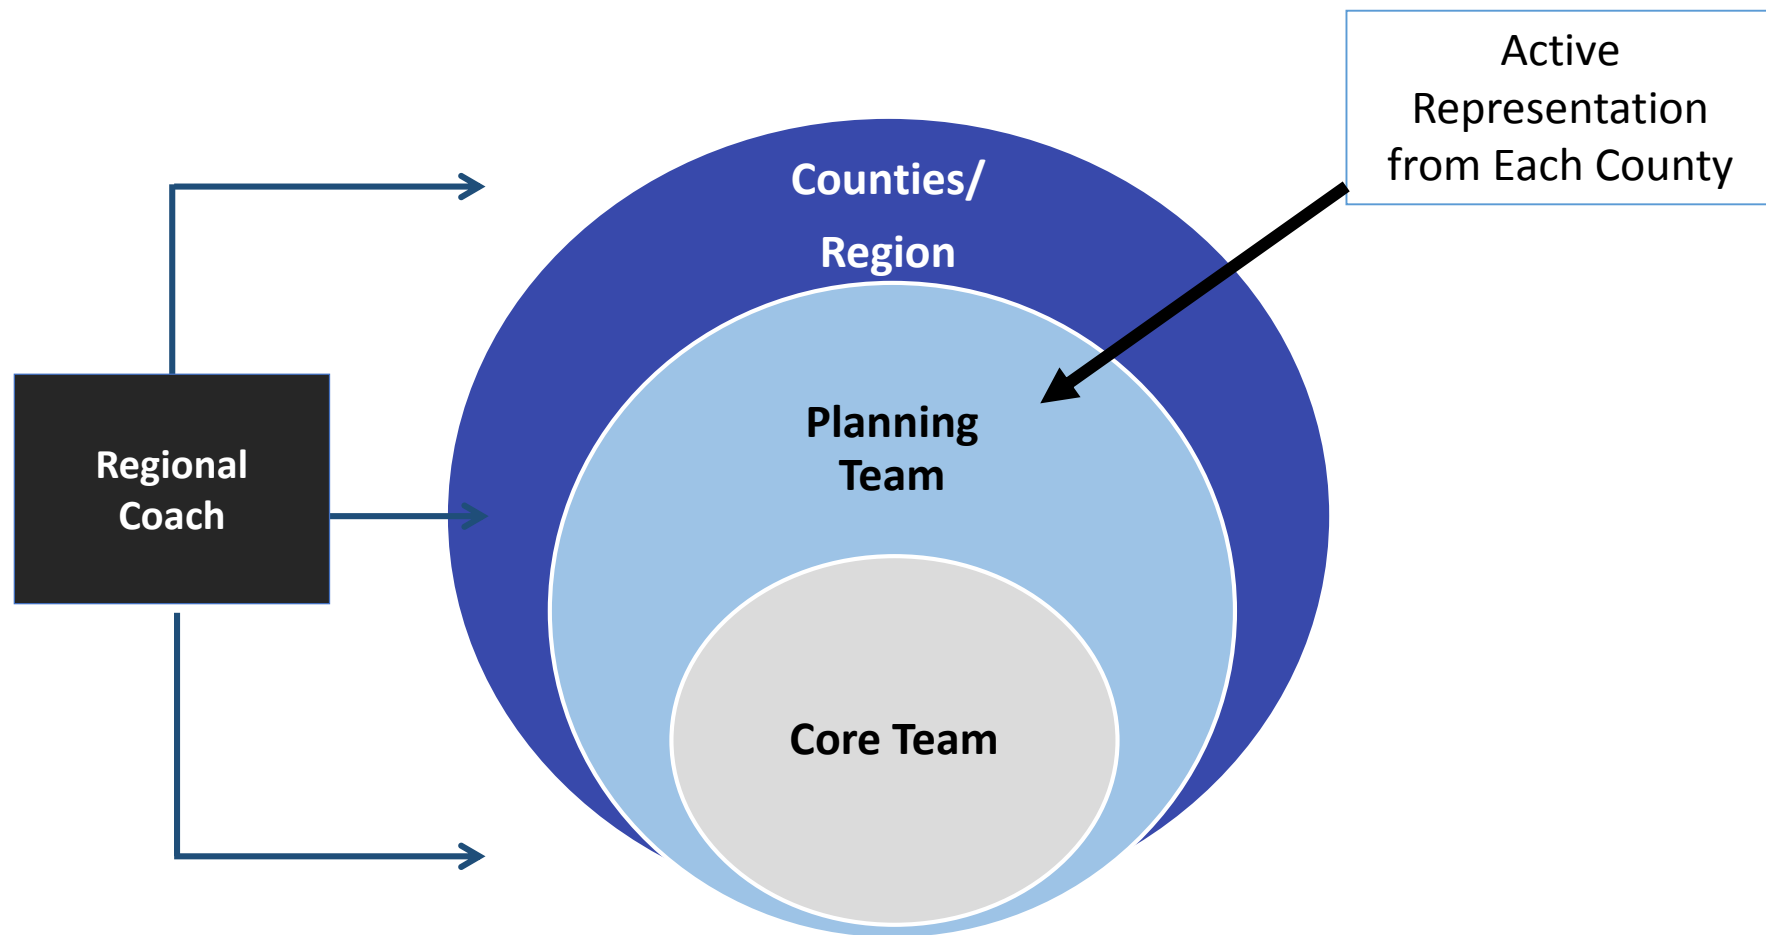 Active
Representation
from Each County
Counties/
Region
Planning
Team
Regional
Coach
Core Team